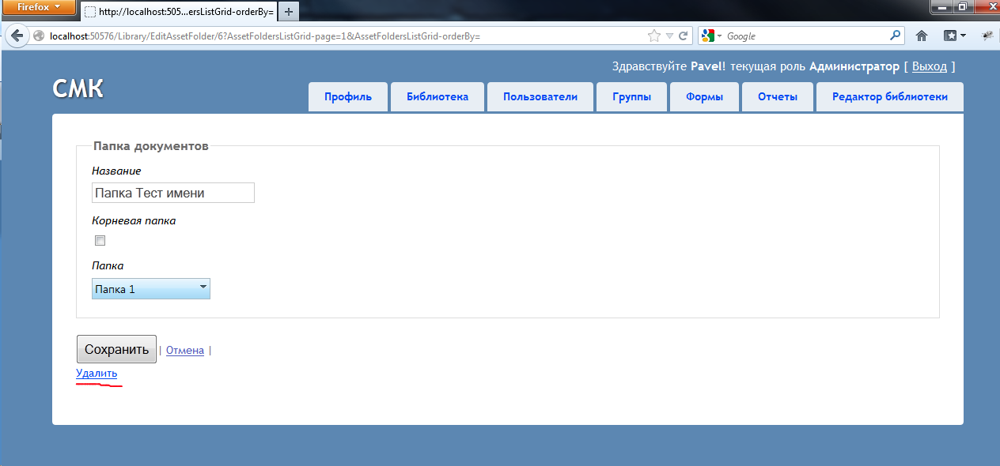 Firefox
http://localhost:505...ersListGrid-orderBy=
localhost:50576/Library/EditAssetFolder/6?AssetFoldersListGrid-page=1&AssetFoldersListGrid-orderBy=
Google
Здравствуйте Pavel! текущая роль Администратор [ Выход ]
СМК
Профиль
Библиотека
Пользователи
Группы
Формы
Отчеты
Редактор библиотеки
Папка документов
Название
Папка Тест имени
Корневая папка
Папка
Папка 1
Сохранить | Отмена |
Удалить